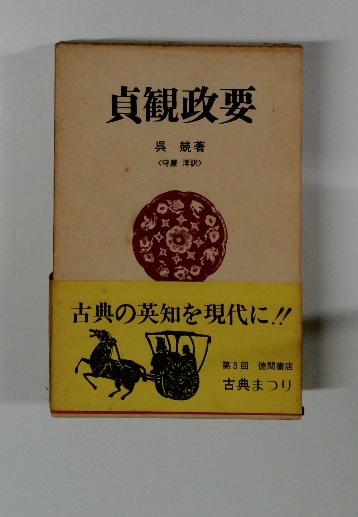 貞観政要
呉 兢著
〈守屋 洋訳〉
古典の英知を現代に!!
第3回 徳間書店
古典まつり